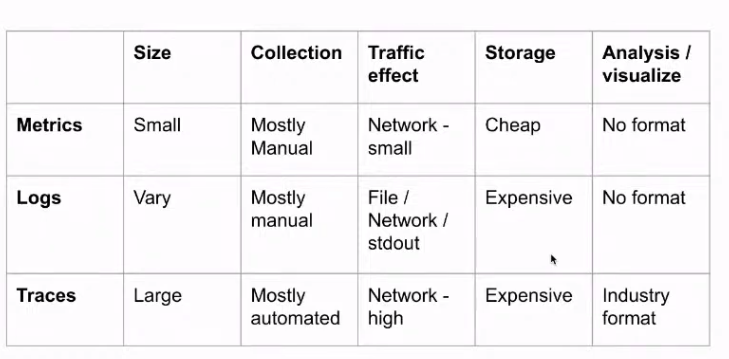 Size Collection Traffic effect Storage Analysis / visualize
Metrics Small Mostly Manual Network - small Cheap No format
Logs Vary Mostly manual File / Network / stdout Expensive No format
Traces Large Mostly automated Network - high Expensive Industry format